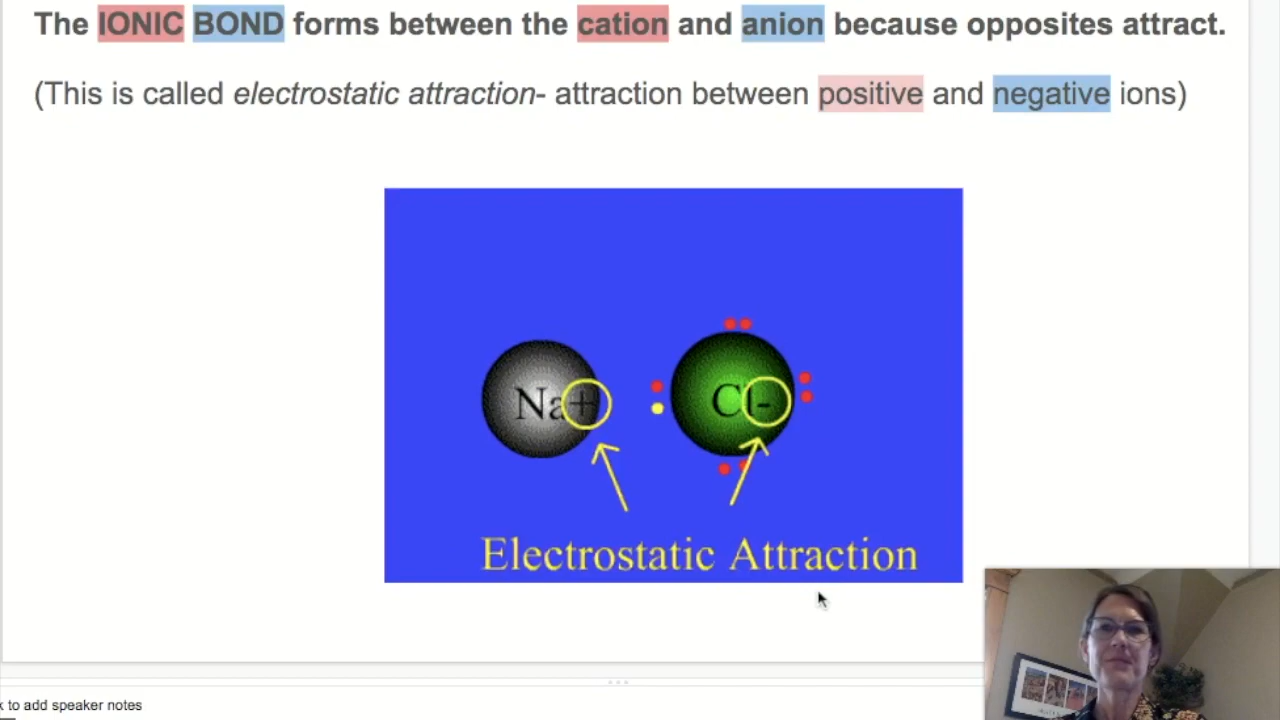 The IONIC BOND forms between the cation and anion because opposites attract.
(This is called electrostatic attraction- attraction between positive and negative ions)
Na+ Cl-
Electrostatic Attraction
to add speaker notes